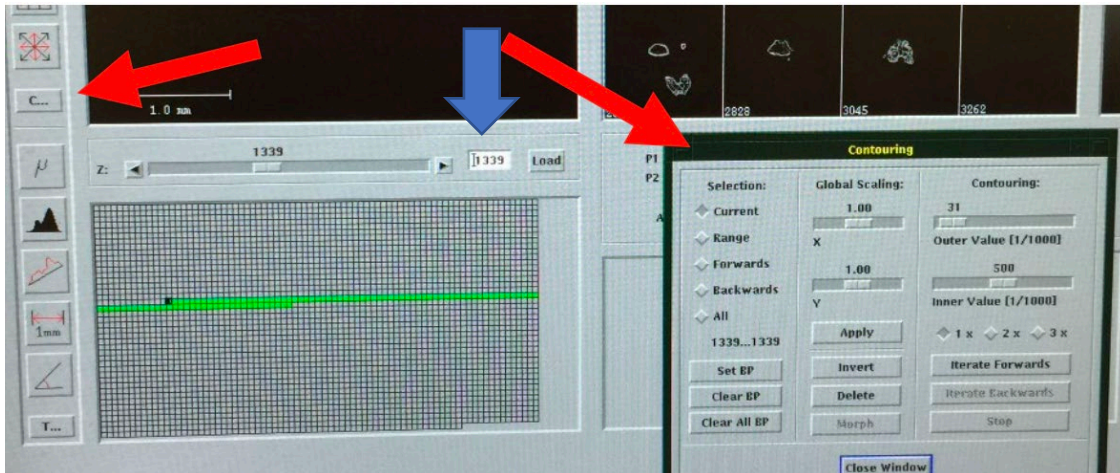 C...
1.0 mm
2828
3045
3262
1339
Z:
1339
Load
P1
P2
A
1mm
T...
Contouring
Selection:
Current
Range
Forwards
Backwards
All
1339...1339
Set BP
Clear BP
Clear All BP
Global Scaling:
1.00
X
1.00
Y
Apply
Invert
Delete
Morph
Contouring:
31
Outer Value [1/1000]
500
Inner Value [1/1000]
1 x
2 x
3 x
Iterate Forwards
Iterate Backwards
Stop
Close Window